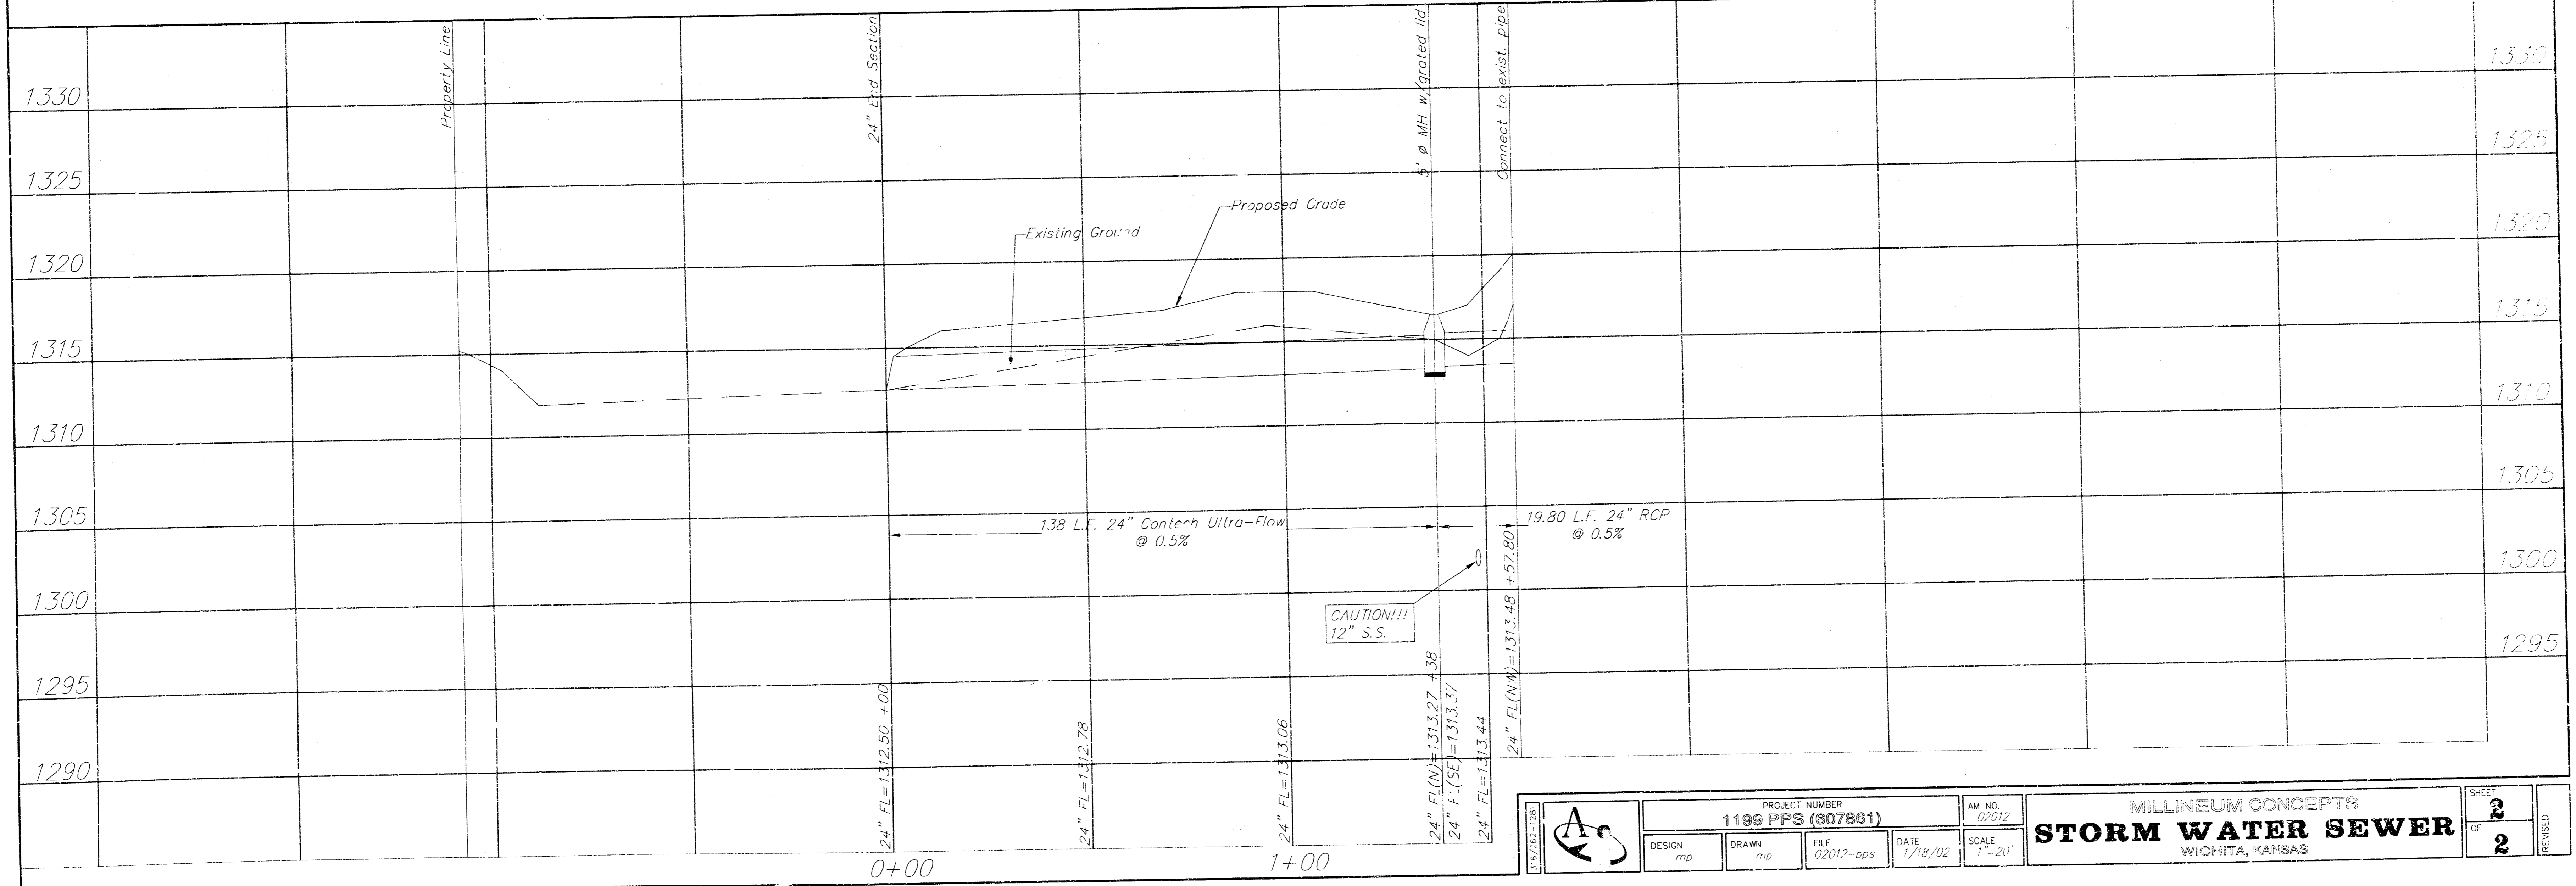 Property Line
24" End Section
5' ø MH w/grated lid
Connect to exist. pipe
1330
1325
1320
1315
1310
1305
1300
1295
1290
1330
1325
1320
1315
1310
1305
1300
1295
Proposed Grade
Existing Ground
138 L.F. 24" Contech Ultra-Flow
@ 0.5%
19.80 L.F. 24" RCP
@ 0.5%
CAUTION!!!
12" S.S.
24" FL=1312.50 +00
24" FL=1312.78
24" FL=1313.06
24" FL(N)=1313.27 +38
24" FL(SE)=1313.37
24" FL=1313.44
24" FL(NW)=1313.48 +57.80
0+00
1+00
316/262-1261
PROJECT NUMBER
1199 PPS (607861)
AM NO.
02012
DESIGN
mp
DRAWN
mp
FILE
02012-pps
DATE
1/18/02
SCALE
1"=20'
MILLINEUM CONCEPTS
STORM WATER SEWER
WICHITA, KANSAS
SHEET
2
OF
2
REVISED